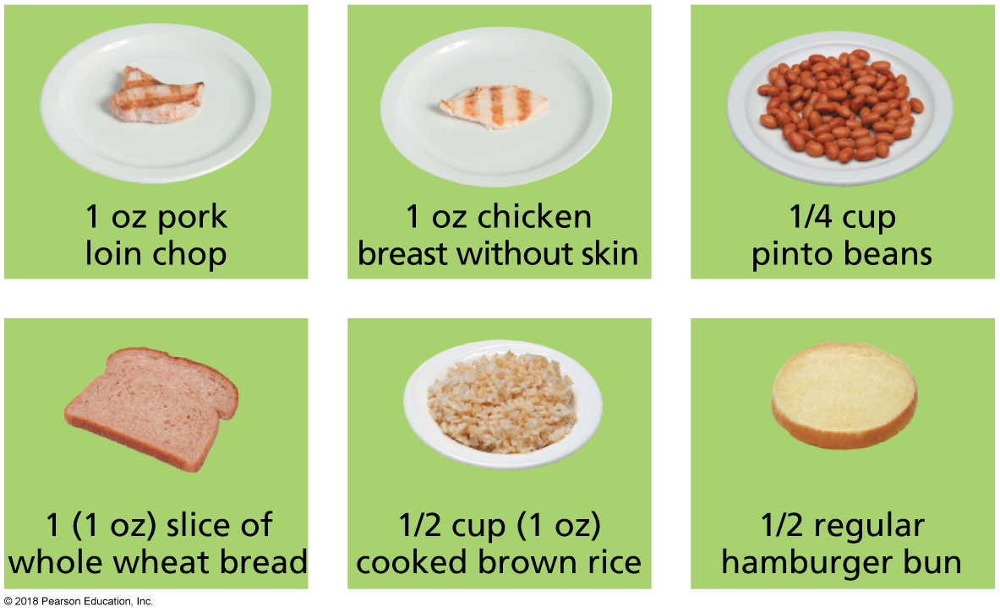 1 oz pork
loin chop
1 oz chicken
breast without skin
1/4 cup
pinto beans
1 (1 oz) slice of
whole wheat bread
1/2 cup (1 oz)
cooked brown rice
1/2 regular
hamburger bun
© 2018 Pearson Education, Inc.